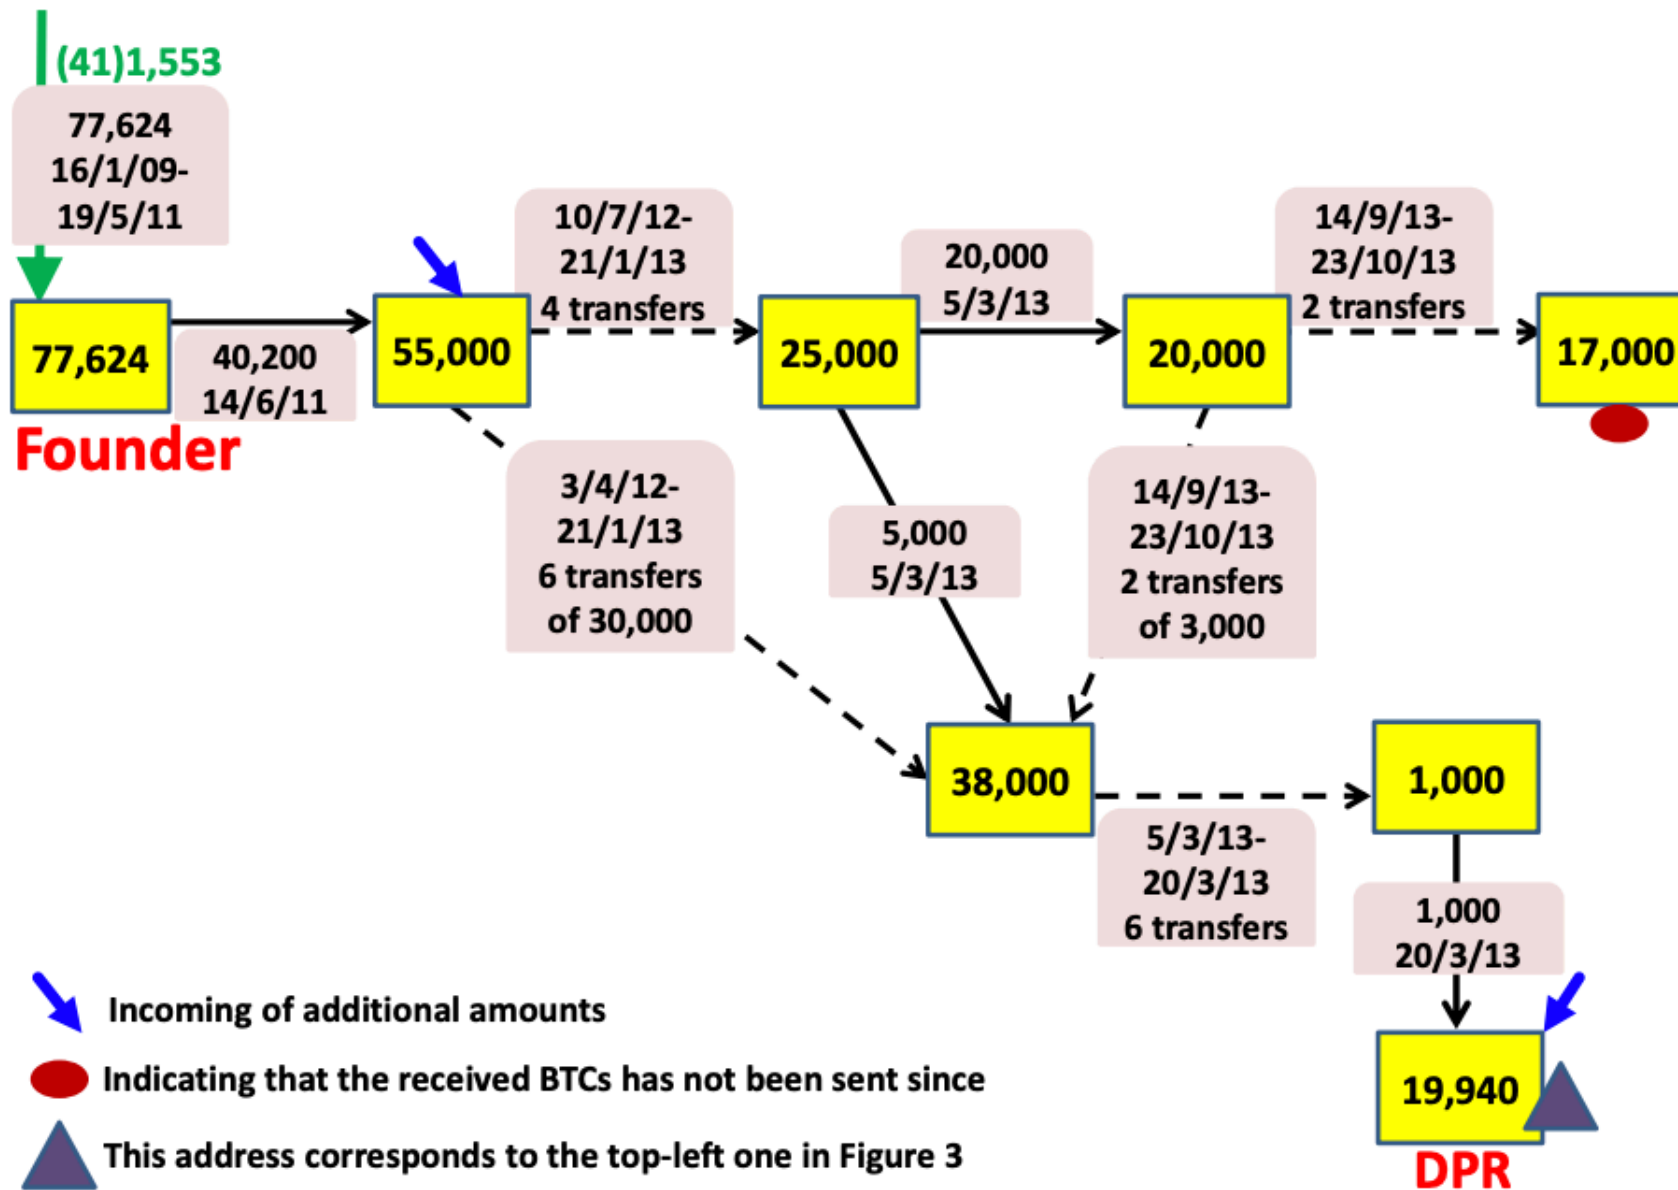 (41)1,553
77,624
16/1/09-
19/5/11
77,624
Founder
40,200
14/6/11
55,000
10/7/12-
21/1/13
4 transfers
25,000
20,000
5/3/13
20,000
14/9/13-
23/10/13
2 transfers
17,000
3/4/12-
21/1/13
6 transfers
of 30,000
5,000
5/3/13
14/9/13-
23/10/13
2 transfers
of 3,000
38,000
5/3/13-
20/3/13
6 transfers
1,000
1,000
20/3/13
19,940
DPR
Incoming of additional amounts
Indicating that the received BTCs has not been sent since
This address corresponds to the top-left one in Figure 3